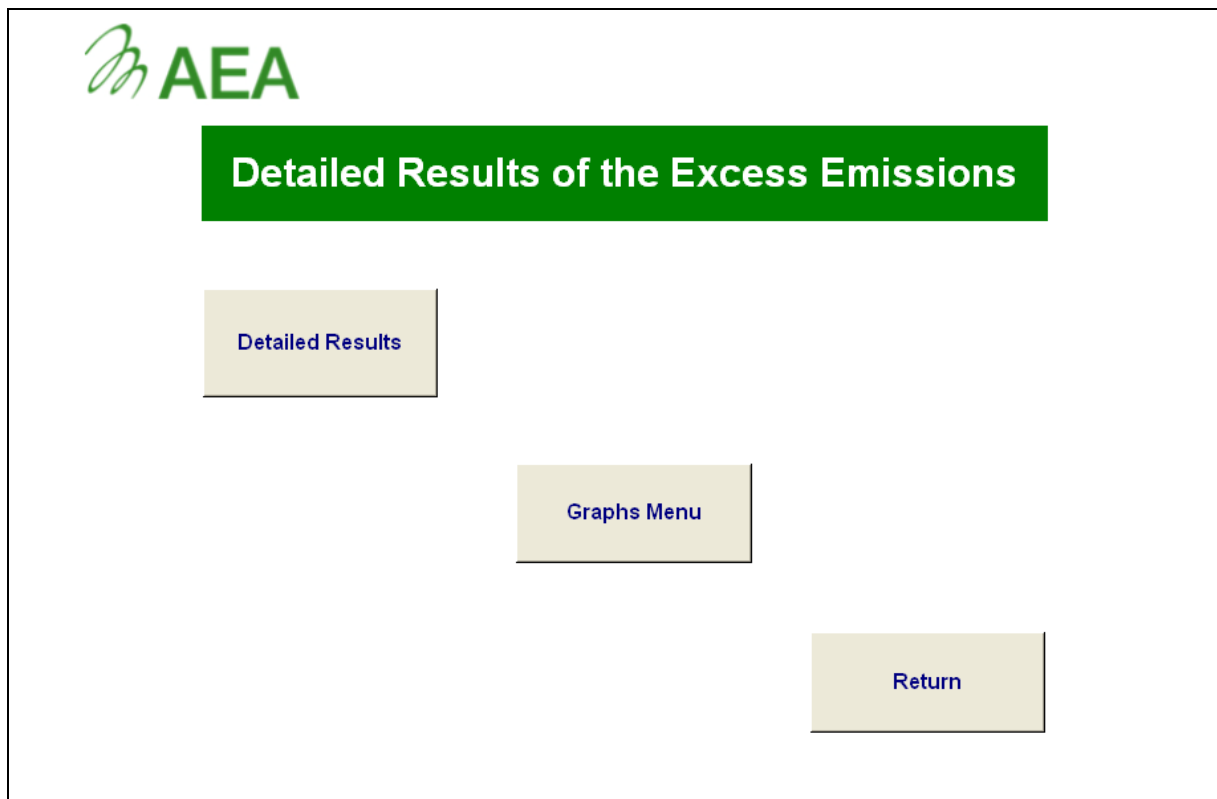 AEA
Detailed Results of the Excess Emissions
Detailed Results
Graphs Menu
Return